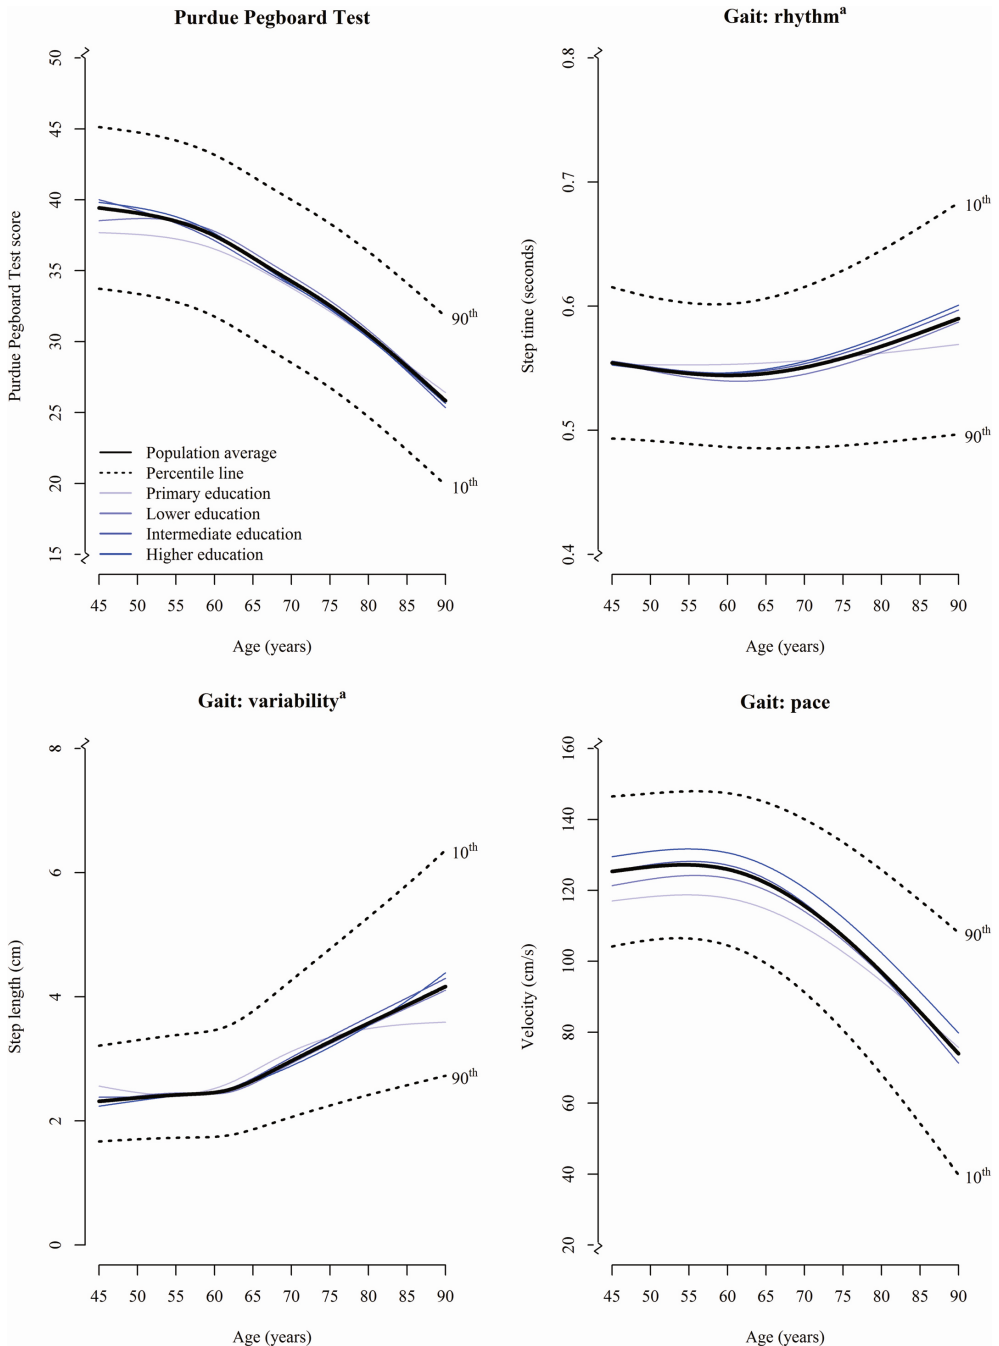 Purdue Pegboard Test
Purdue Pegboard Test score
50
45
40
35
30
25
20
15
90th
10th
Population average
Percentile line
Primary education
Lower education
Intermediate education
Higher education
45 50 55 60 65 70 75 80 85 90
Age (years)
Gait: rhythmª
Step time (seconds)
0.8
0.7
0.6
0.5
0.4
10th
90th
45 50 55 60 65 70 75 80 85 90
Age (years)
Gait: variabilityª
Step length (cm)
8
6
4
2
0
10th
90th
45 50 55 60 65 70 75 80 85 90
Age (years)
Gait: pace
Velocity (cm/s)
160
140
120
100
80
60
40
20
90th
10th
45 50 55 60 65 70 75 80 85 90
Age (years)